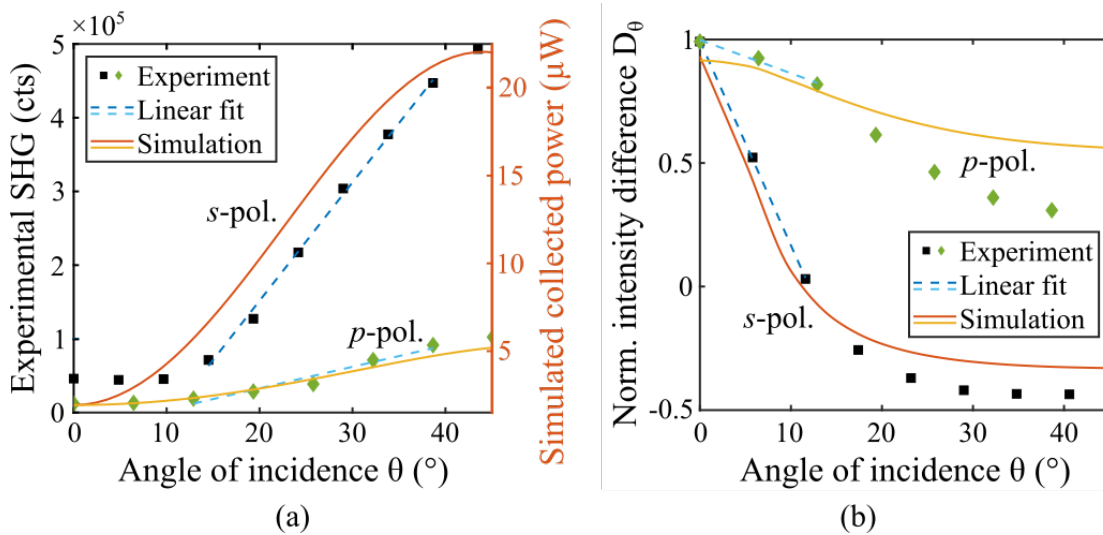 ×10⁵
Experimental SHG (cts)
5
4
3
2
1
0
Experiment
Linear fit
Simulation
s-pol.
p-pol.
20
15
10
5
Simulated collected power (µW)
0 10 20 30 40
Angle of incidence θ (°)
(a)
Norm. intensity difference D_θ
1
0.5
0
-0.5
p-pol.
Experiment
Linear fit
Simulation
s-pol.
0 10 20 30 40
Angle of incidence θ (°)
(b)